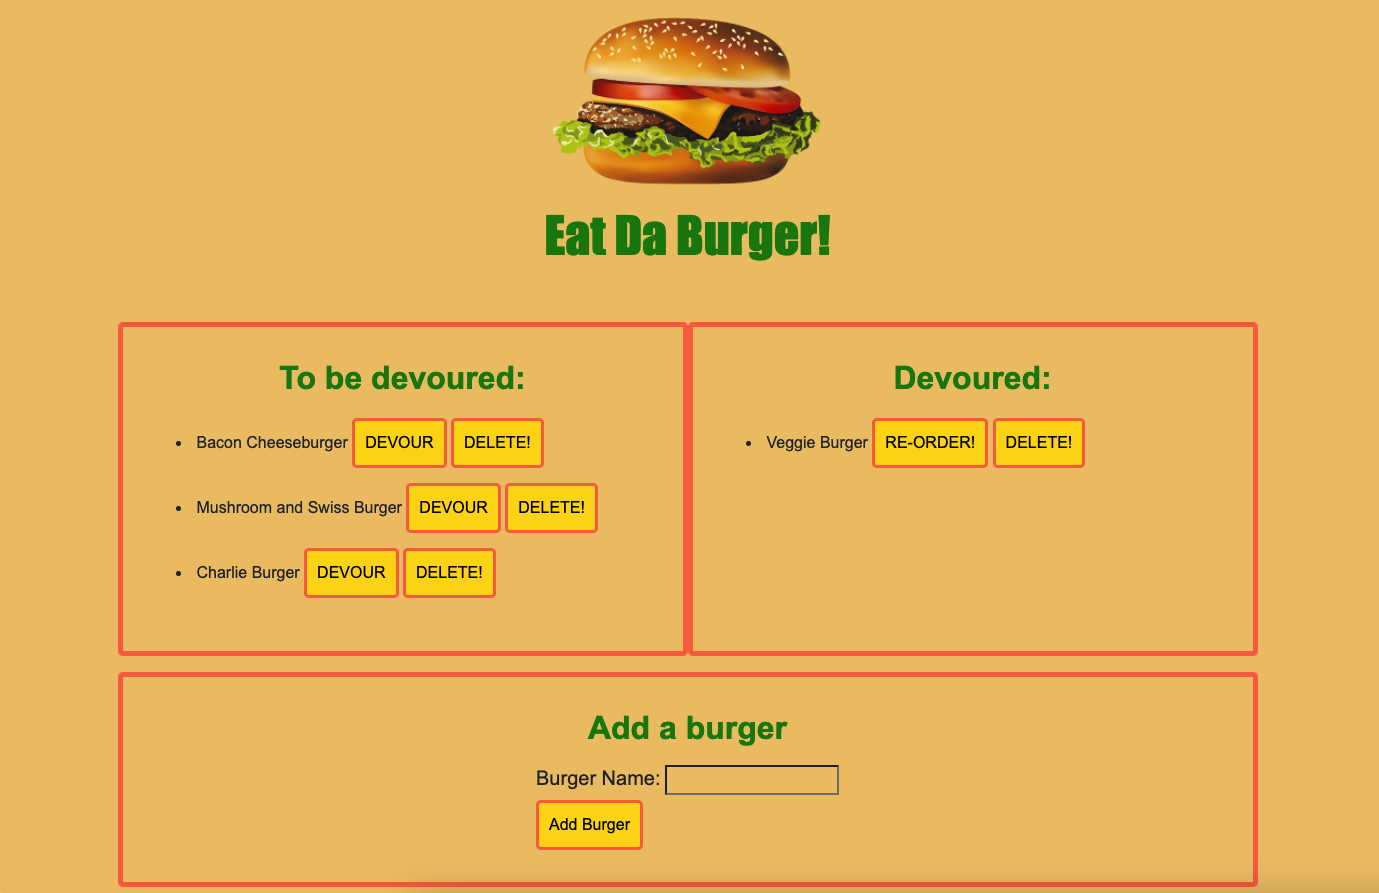 Eat Da Burger!
To be devoured:
Bacon Cheeseburger DEVOUR DELETE!
Mushroom and Swiss Burger DEVOUR DELETE!
Charlie Burger DEVOUR DELETE!
Devoured:
Veggie Burger RE-ORDER! DELETE!
Add a burger
Burger Name:
Add Burger